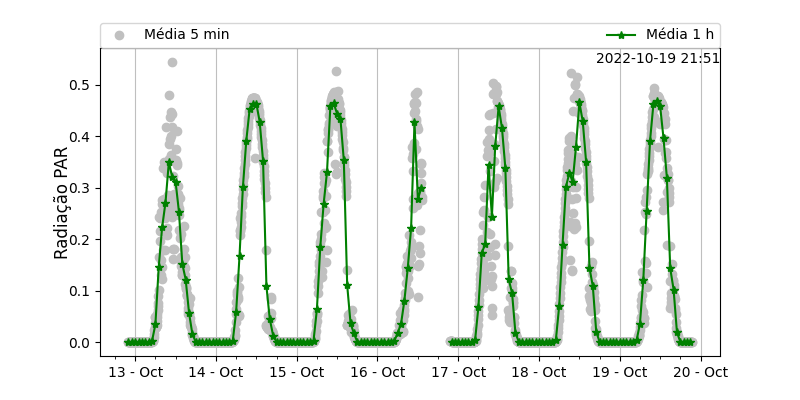 Média 5 min
Média 1 h
2022-10-19 21:51
Radiação PAR
0.5
0.4
0.3
0.2
0.1
0.0
13 - Oct
14 - Oct
15 - Oct
16 - Oct
17 - Oct
18 - Oct
19 - Oct
20 - Oct